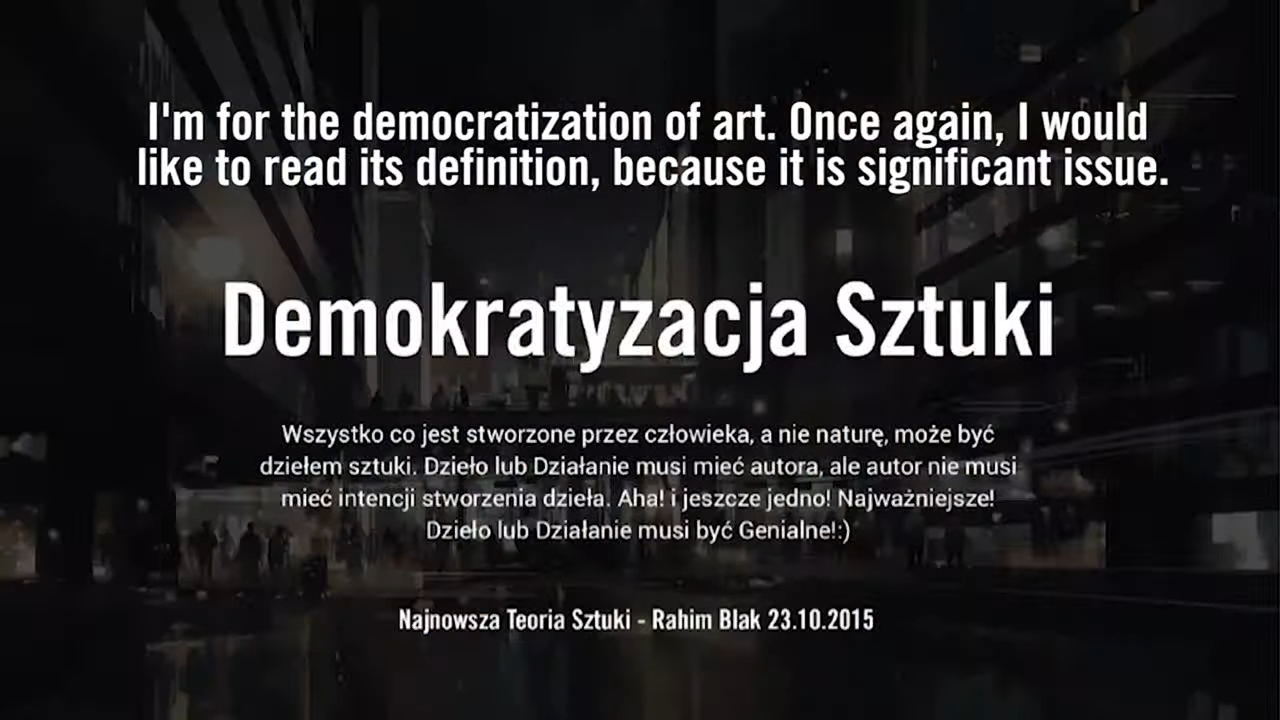 I'm for the democratization of art. Once again, I would
like to read its definition, because it is significant issue.
Demokratyzacja Sztuki
Wszystko co jest stworzone przez człowieka, a nie naturę, może być
dziełem sztuki. Dzieło lub Działanie musi mieć autora, ale autor nie musi
mieć intencji stworzenia dzieła. Aha! i jeszcze jedno! Najważniejsze!
Dzieło lub Działanie musi być Genialne!:)
Najnowsza Teoria Sztuki - Rahim Blak 23.10.2015